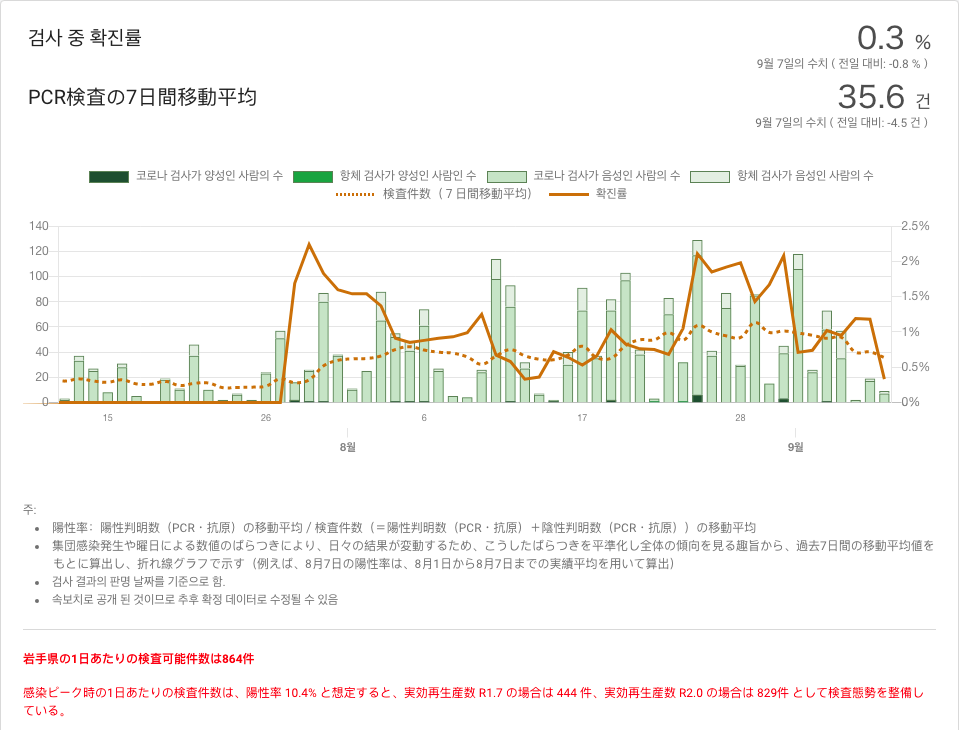 검사 중 확진률
0.3 %
9월 7일의 수치 ( 전일 대비: -0.8 % )
PCR検査の7日間移動平均
35.6 건
9월 7일의 수치 ( 전일 대비: -4.5 건 )
코로나 검사가 양성인 사람의 수 항체 검사가 양성인 사람인 수 코로나 검사가 음성인 사람의 수 항체 검사가 음성인 사람의 수
検査件数（７日間移動平均） 확진률
140 2.5%
120 2%
100
80 1.5%
60 1%
40 0.5%
20
0 0%
15 26 6 17 28
8월 9월
주:
陽性率：陽性判明数（PCR・抗原）の移動平均 / 検査件数（＝陽性判明数（PCR・抗原）＋陰性判明数（PCR・抗原））の移動平均
集団感染発生や曜日による数値のばらつきにより、日々の結果が変動するため、こうしたばらつきを平準化し全体の傾向を見る趣旨から、過去7日間の移動平均値を
もとに算出し、折れ線グラフで示す（例えば、8月7日の陽性率は、8月1日から8月7日までの実績平均を用いて算出）
검사 결과의 판명 날짜를 기준으로 함.
속보치로 공개 된 것이므로 추후 확정 데이터로 수정될 수 있음
岩手県の1日あたりの検査可能件数は864件
感染ピーク時の1日あたりの検査件数は、陽性率 10.4% と想定すると、実効再生産数 R1.7 の場合は 444 件、実効再生産数 R2.0 の場合は 829件 として検査態勢を整備し
ている。